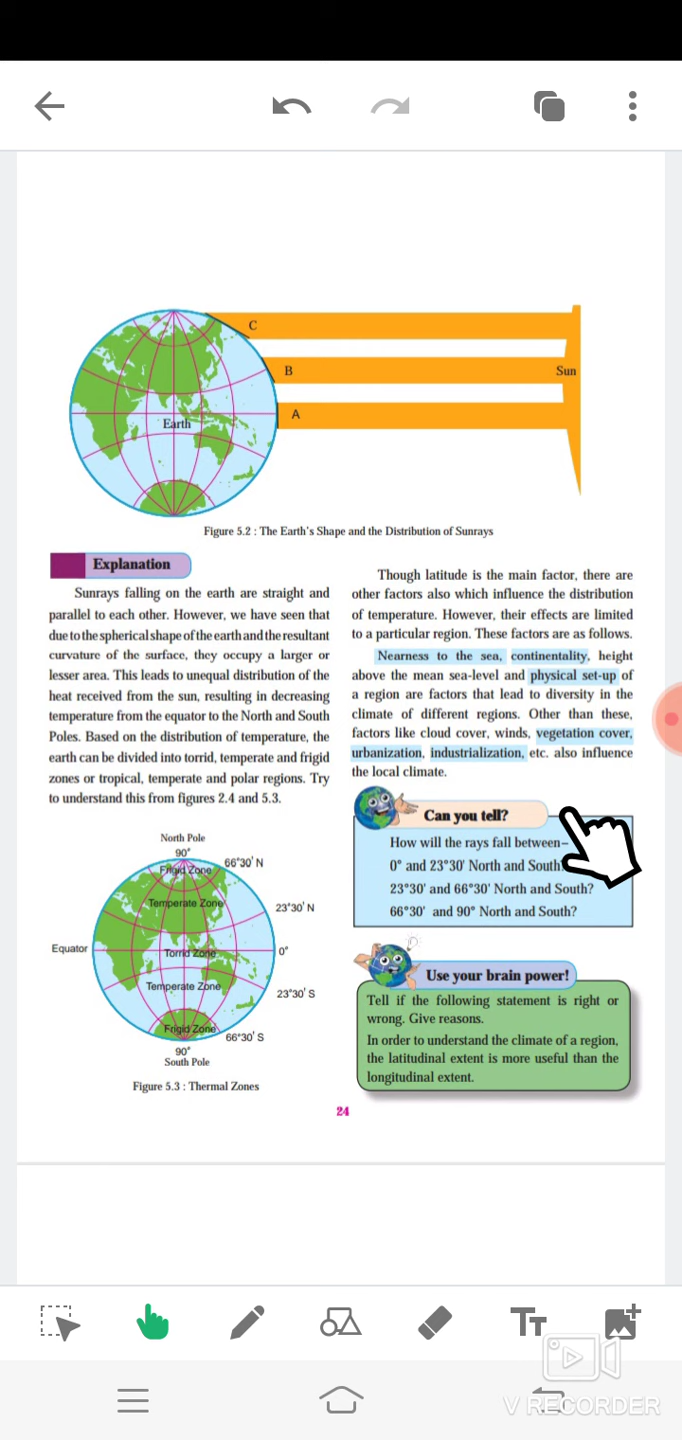 C
B
Sun
A
Earth
Figure 5.2 : The Earth's Shape and the Distribution of Sunrays
Explanation
Sunrays falling on the earth are straight and
parallel to each other. However, we have seen that
due to the spherical shape of the earth and the resultant
curvature of the surface, they occupy a larger or
lesser area. This leads to unequal distribution of the
heat received from the sun, resulting in decreasing
temperature from the equator to the North and South
Poles. Based on the distribution of temperature, the
earth can be divided into torrid, temperate and frigid
zones or tropical, temperate and polar regions. Try
to understand this from figures 2.4 and 5.3.
North Pole
90°
66°30' N
Frigid Zone
Temperate Zone
23°30' N
Equator
Torrid Zone
0°
Temperate Zone
23°30' S
Frigid Zone
66°30' S
90°
South Pole
Figure 5.3 : Thermal Zones
Though latitude is the main factor, there are
other factors also which influence the distribution
of temperature. However, their effects are limited
to a particular region. These factors are as follows.
Nearness to the sea, continentality, height
above the mean sea-level and physical set-up of
a region are factors that lead to diversity in the
climate of different regions. Other than these,
factors like cloud cover, winds, vegetation cover,
urbanization, industrialization, etc. also influence
the local climate.
Can you tell?
How will the rays fall between–
0° and 23°30' North and South?
23°30' and 66°30' North and South?
66°30' and 90° North and South?
Use your brain power!
Tell if the following statement is right or
wrong. Give reasons.
In order to understand the climate of a region,
the latitudinal extent is more useful than the
longitudinal extent.
24
TT
V RECORDER